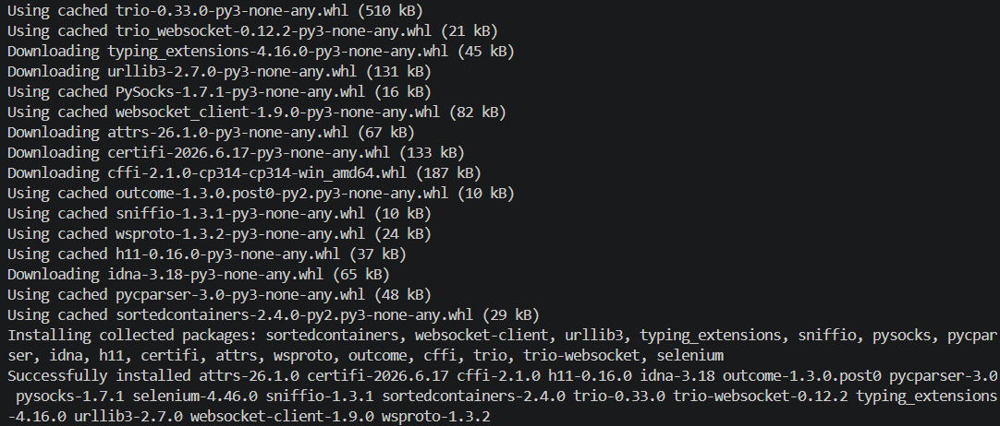 Using cached trio-0.33.0-py3-none-any.whl (510 kB)
Using cached trio_websocket-0.12.2-py3-none-any.whl (21 kB)
Downloading typing_extensions-4.16.0-py3-none-any.whl (45 kB)
Downloading urllib3-2.7.0-py3-none-any.whl (131 kB)
Using cached PySocks-1.7.1-py3-none-any.whl (16 kB)
Using cached websocket_client-1.9.0-py3-none-any.whl (82 kB)
Downloading attrs-26.1.0-py3-none-any.whl (67 kB)
Downloading certifi-2026.6.17-py3-none-any.whl (133 kB)
Downloading cffi-2.1.0-cp314-cp314-win_amd64.whl (187 kB)
Using cached outcome-1.3.0.post0-py2.py3-none-any.whl (10 kB)
Using cached sniffio-1.3.1-py3-none-any.whl (10 kB)
Using cached wsproto-1.3.2-py3-none-any.whl (24 kB)
Using cached h11-0.16.0-py3-none-any.whl (37 kB)
Downloading idna-3.18-py3-none-any.whl (65 kB)
Using cached pycparser-3.0-py3-none-any.whl (48 kB)
Using cached sortedcontainers-2.4.0-py2.py3-none-any.whl (29 kB)
Installing collected packages: sortedcontainers, websocket-client, urllib3, typing_extensions, sniffio, pysocks, pycpar
ser, idna, h11, certifi, attrs, wsproto, outcome, cffi, trio, trio-websocket, selenium
Successfully installed attrs-26.1.0 certifi-2026.6.17 cffi-2.1.0 h11-0.16.0 idna-3.18 outcome-1.3.0.post0 pycparser-3.0
 pysocks-1.7.1 selenium-4.46.0 sniffio-1.3.1 sortedcontainers-2.4.0 trio-0.33.0 trio-websocket-0.12.2 typing_extensions
-4.16.0 urllib3-2.7.0 websocket-client-1.9.0 wsproto-1.3.2